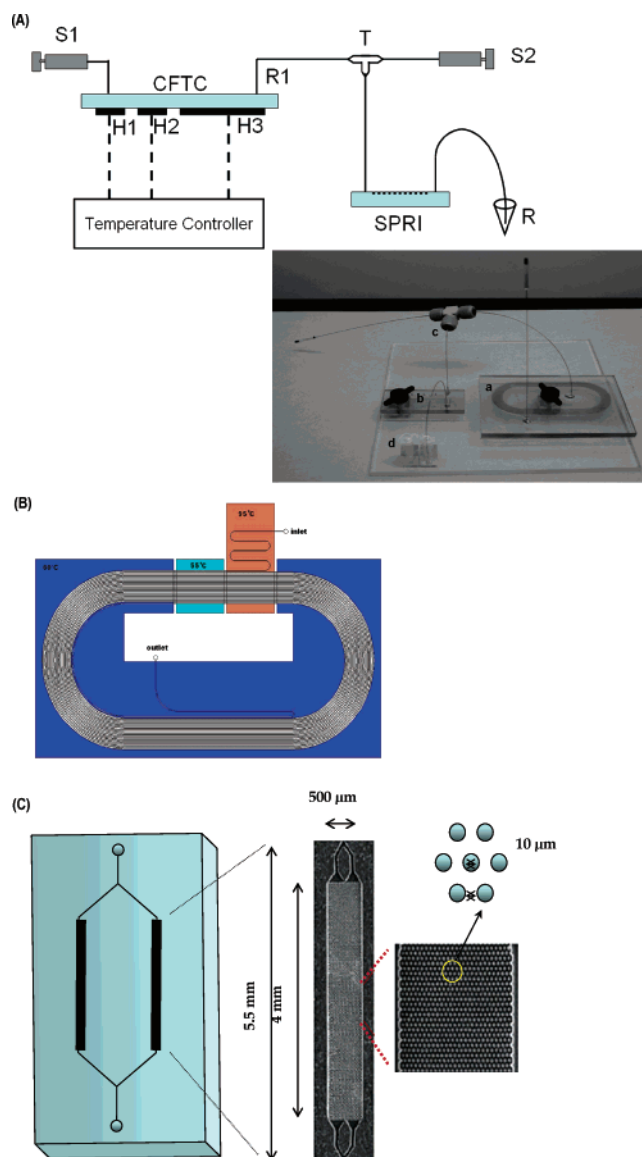 (A)
S1
T
S2
CFTC
R1
H1
H2
H3
Temperature Controller
SPRI
R
c
a
b
d
(B)
95°C
inlet
55°C
outlet
(C)
500 µm
10 µm
5.5 mm
4 mm